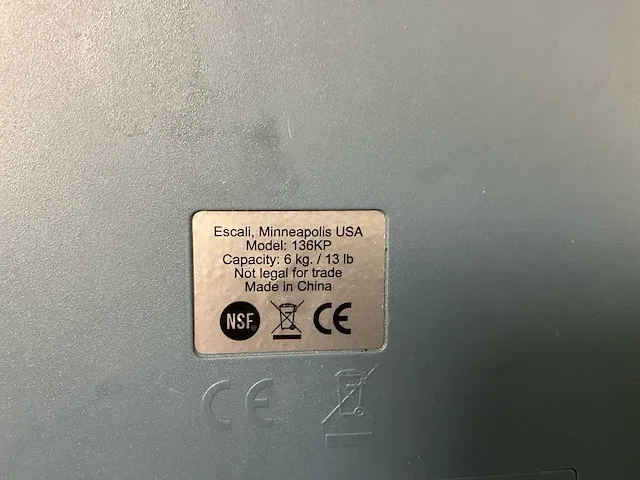 Escali, Minneapolis USA
Model: 136KP
Capacity: 6 kg. / 13 lb
Not legal for trade
Made in China
NSF CE
CE